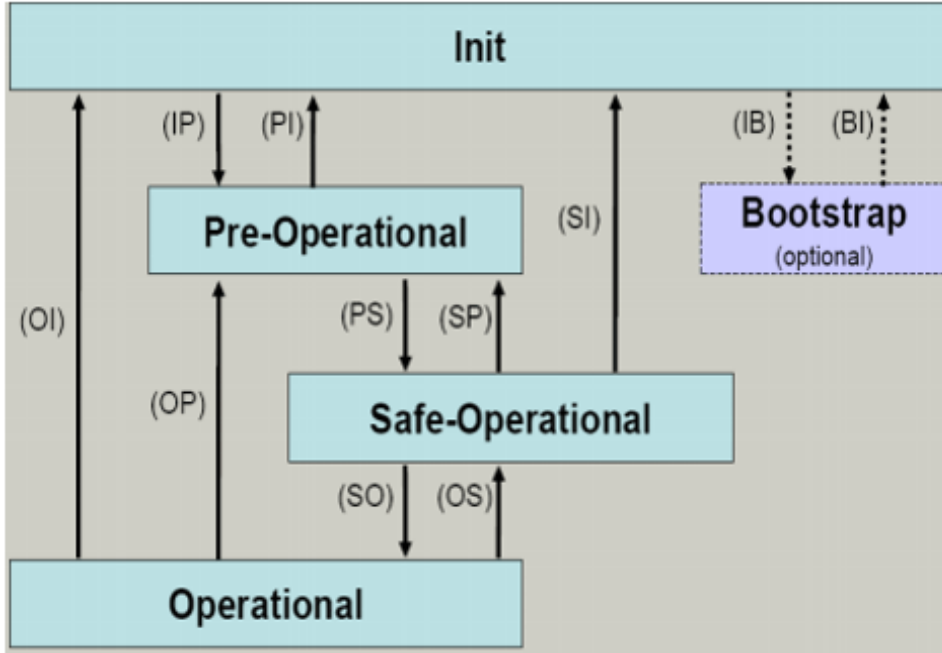 Init
(IP)
(PI)
(IB)
(BI)
Pre-Operational
(SI)
Bootstrap
(optional)
(OI)
(PS)
(SP)
(OP)
Safe-Operational
(SO)
(OS)
Operational